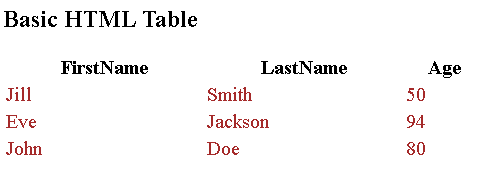 Basic HTML Table
FirstName LastName Age
Jill Smith 50
Eve Jackson 94
John Doe 80